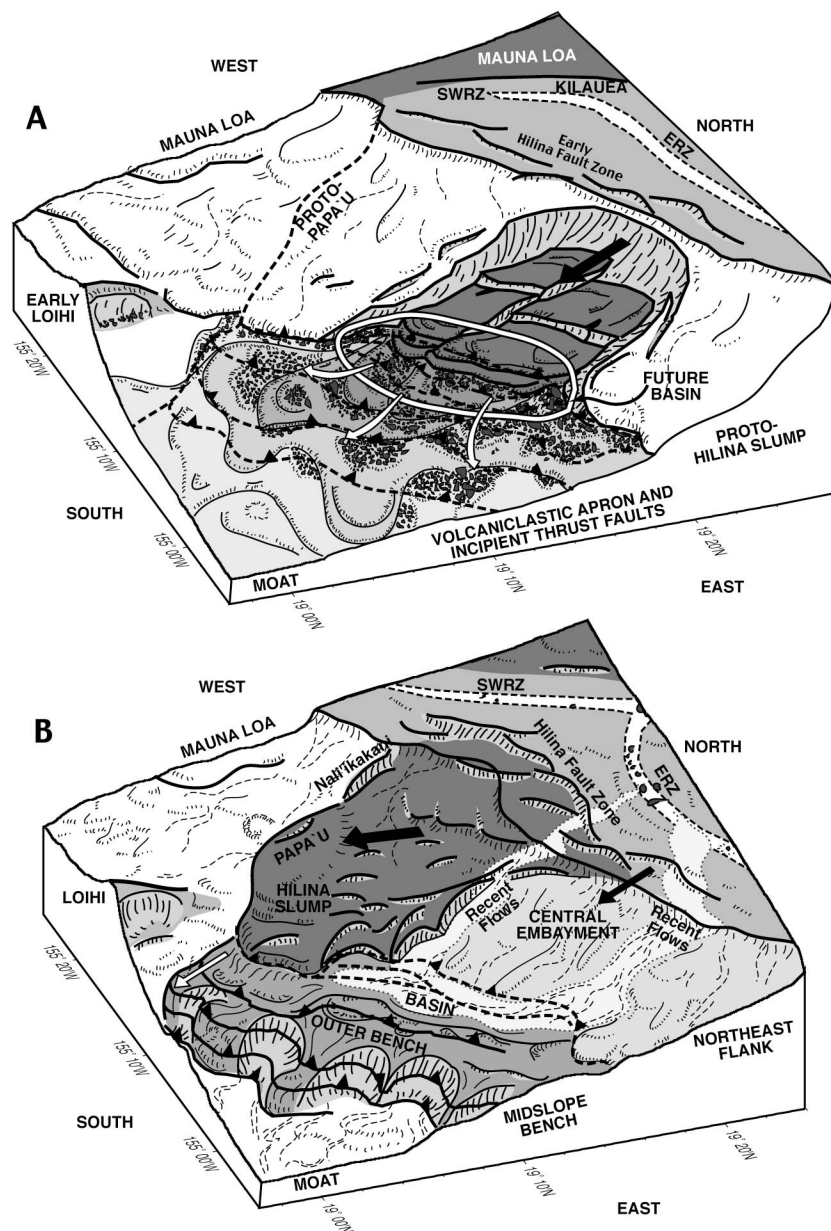 A
WEST
MAUNA LOA
SWRZ
KILAUEA
ERZ
NORTH
MAUNA LOA
Early
Hilina Fault Zone
PROTO-
PAPA`U
EARLY
LOIHI
155°20'W
155°10'W
155°00'W
SOUTH
FUTURE
BASIN
PROTO-
HILINA SLUMP
VOLCANICLASTIC APRON AND
INCIPIENT THRUST FAULTS
MOAT
19°00'N
19°10'N
19°20'N
EAST
B
WEST
MAUNA LOA
SWRZ
NORTH
ERZ
Hilina Fault Zone
Nali'ikakani
PAPA`U
HILINA
SLUMP
LOIHI
Recent
Flows
CENTRAL
EMBAYMENT
Recent
Flows
BASIN
OUTER BENCH
155°20'W
155°10'W
155°00'W
SOUTH
NORTHEAST
FLANK
MIDSLOPE
BENCH
MOAT
19°00'N
19°10'N
19°20'N
EAST